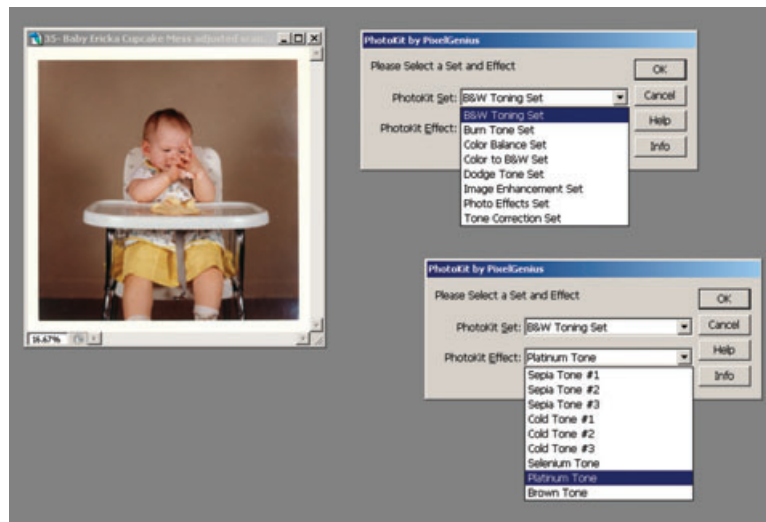 35- Baby Ericka Cupcake Mess adjusted scan
16.67%
PhotoKit by PixelGenius
Please Select a Set and Effect
OK
PhotoKit Set: B&W Toning Set
Cancel
B&W Toning Set
Help
PhotoKit Effect:
Burn Tone Set
Color Balance Set
Info
Color to B&W Set
Dodge Tone Set
Image Enhancement Set
Photo Effects Set
Tone Correction Set
PhotoKit by PixelGenius
Please Select a Set and Effect
OK
PhotoKit Set: B&W Toning Set
Cancel
PhotoKit Effect: Platinum Tone
Help
Sepia Tone #1
Info
Sepia Tone #2
Sepia Tone #3
Cold Tone #1
Cold Tone #2
Cold Tone #3
Selenium Tone
Platinum Tone
Brown Tone